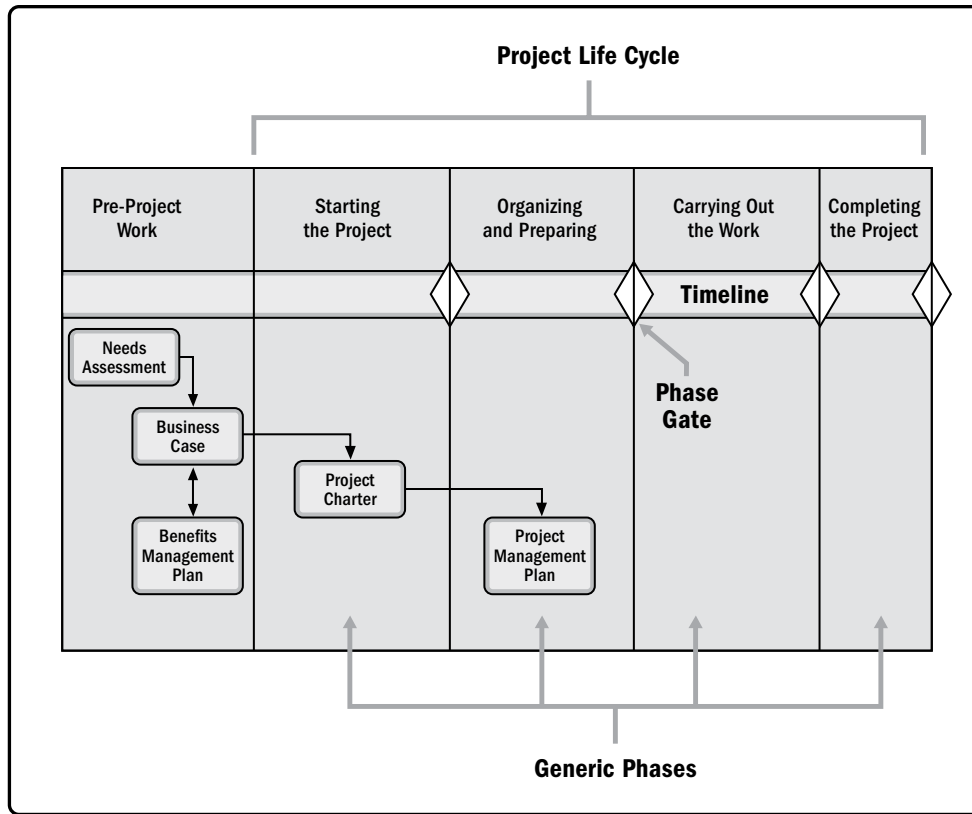 Project Life Cycle
Pre-Project
Work
Starting
the Project
Organizing
and Preparing
Carrying Out
the Work
Completing
the Project
Timeline
Needs
Assessment
Business
Case
Phase
Gate
Project
Charter
Benefits
Management
Plan
Project
Management
Plan
Generic Phases